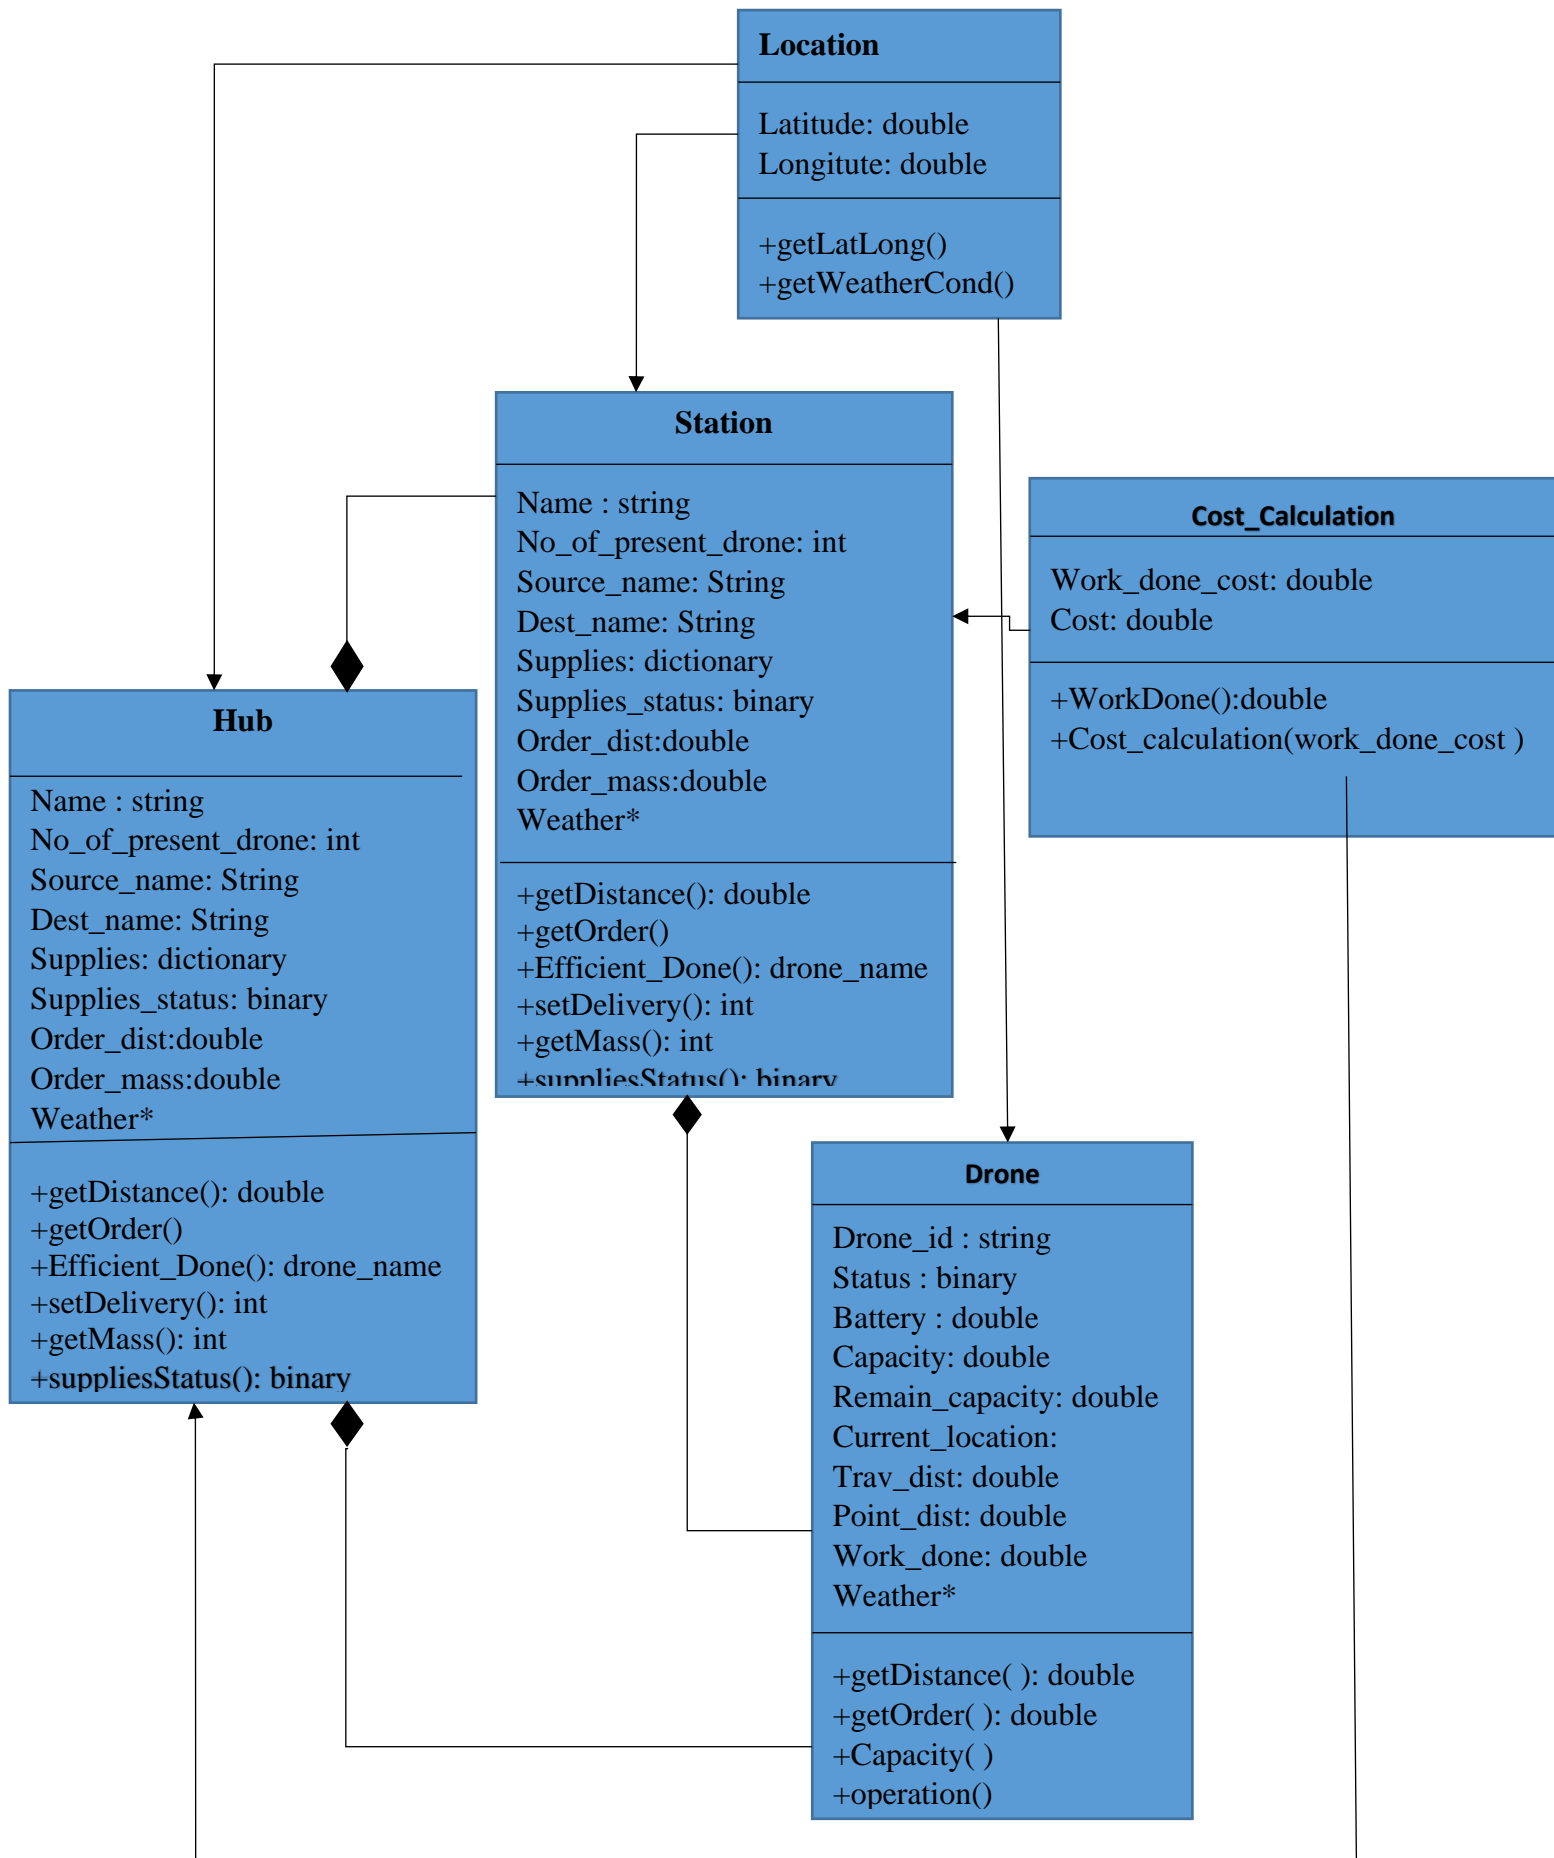 Location
Latitude: double
Longitute: double
+getLatLong()
+getWeatherCond()
Station
Name : string
No_of_present_drone: int
Source_name: String
Dest_name: String
Supplies: dictionary
Supplies_status: binary
Order_dist:double
Order_mass:double
Weather*
+getDistance(): double
+getOrder()
+Efficient_Done(): drone_name
+setDelivery(): int
+getMass(): int
+suppliesStatus(): binary
Cost_Calculation
Work_done_cost: double
Cost: double
+WorkDone():double
+Cost_calculation(work_done_cost )
Hub
Name : string
No_of_present_drone: int
Source_name: String
Dest_name: String
Supplies: dictionary
Supplies_status: binary
Order_dist:double
Order_mass:double
Weather*
+getDistance(): double
+getOrder()
+Efficient_Done(): drone_name
+setDelivery(): int
+getMass(): int
+suppliesStatus(): binary
Drone
Drone_id : string
Status : binary
Battery : double
Capacity: double
Remain_capacity: double
Current_location:
Trav_dist: double
Point_dist: double
Work_done: double
Weather*
+getDistance( ): double
+getOrder( ): double
+Capacity( )
+operation()